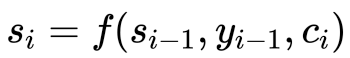 s_i = f(s_{i-1}, y_{i-1}, c_i)